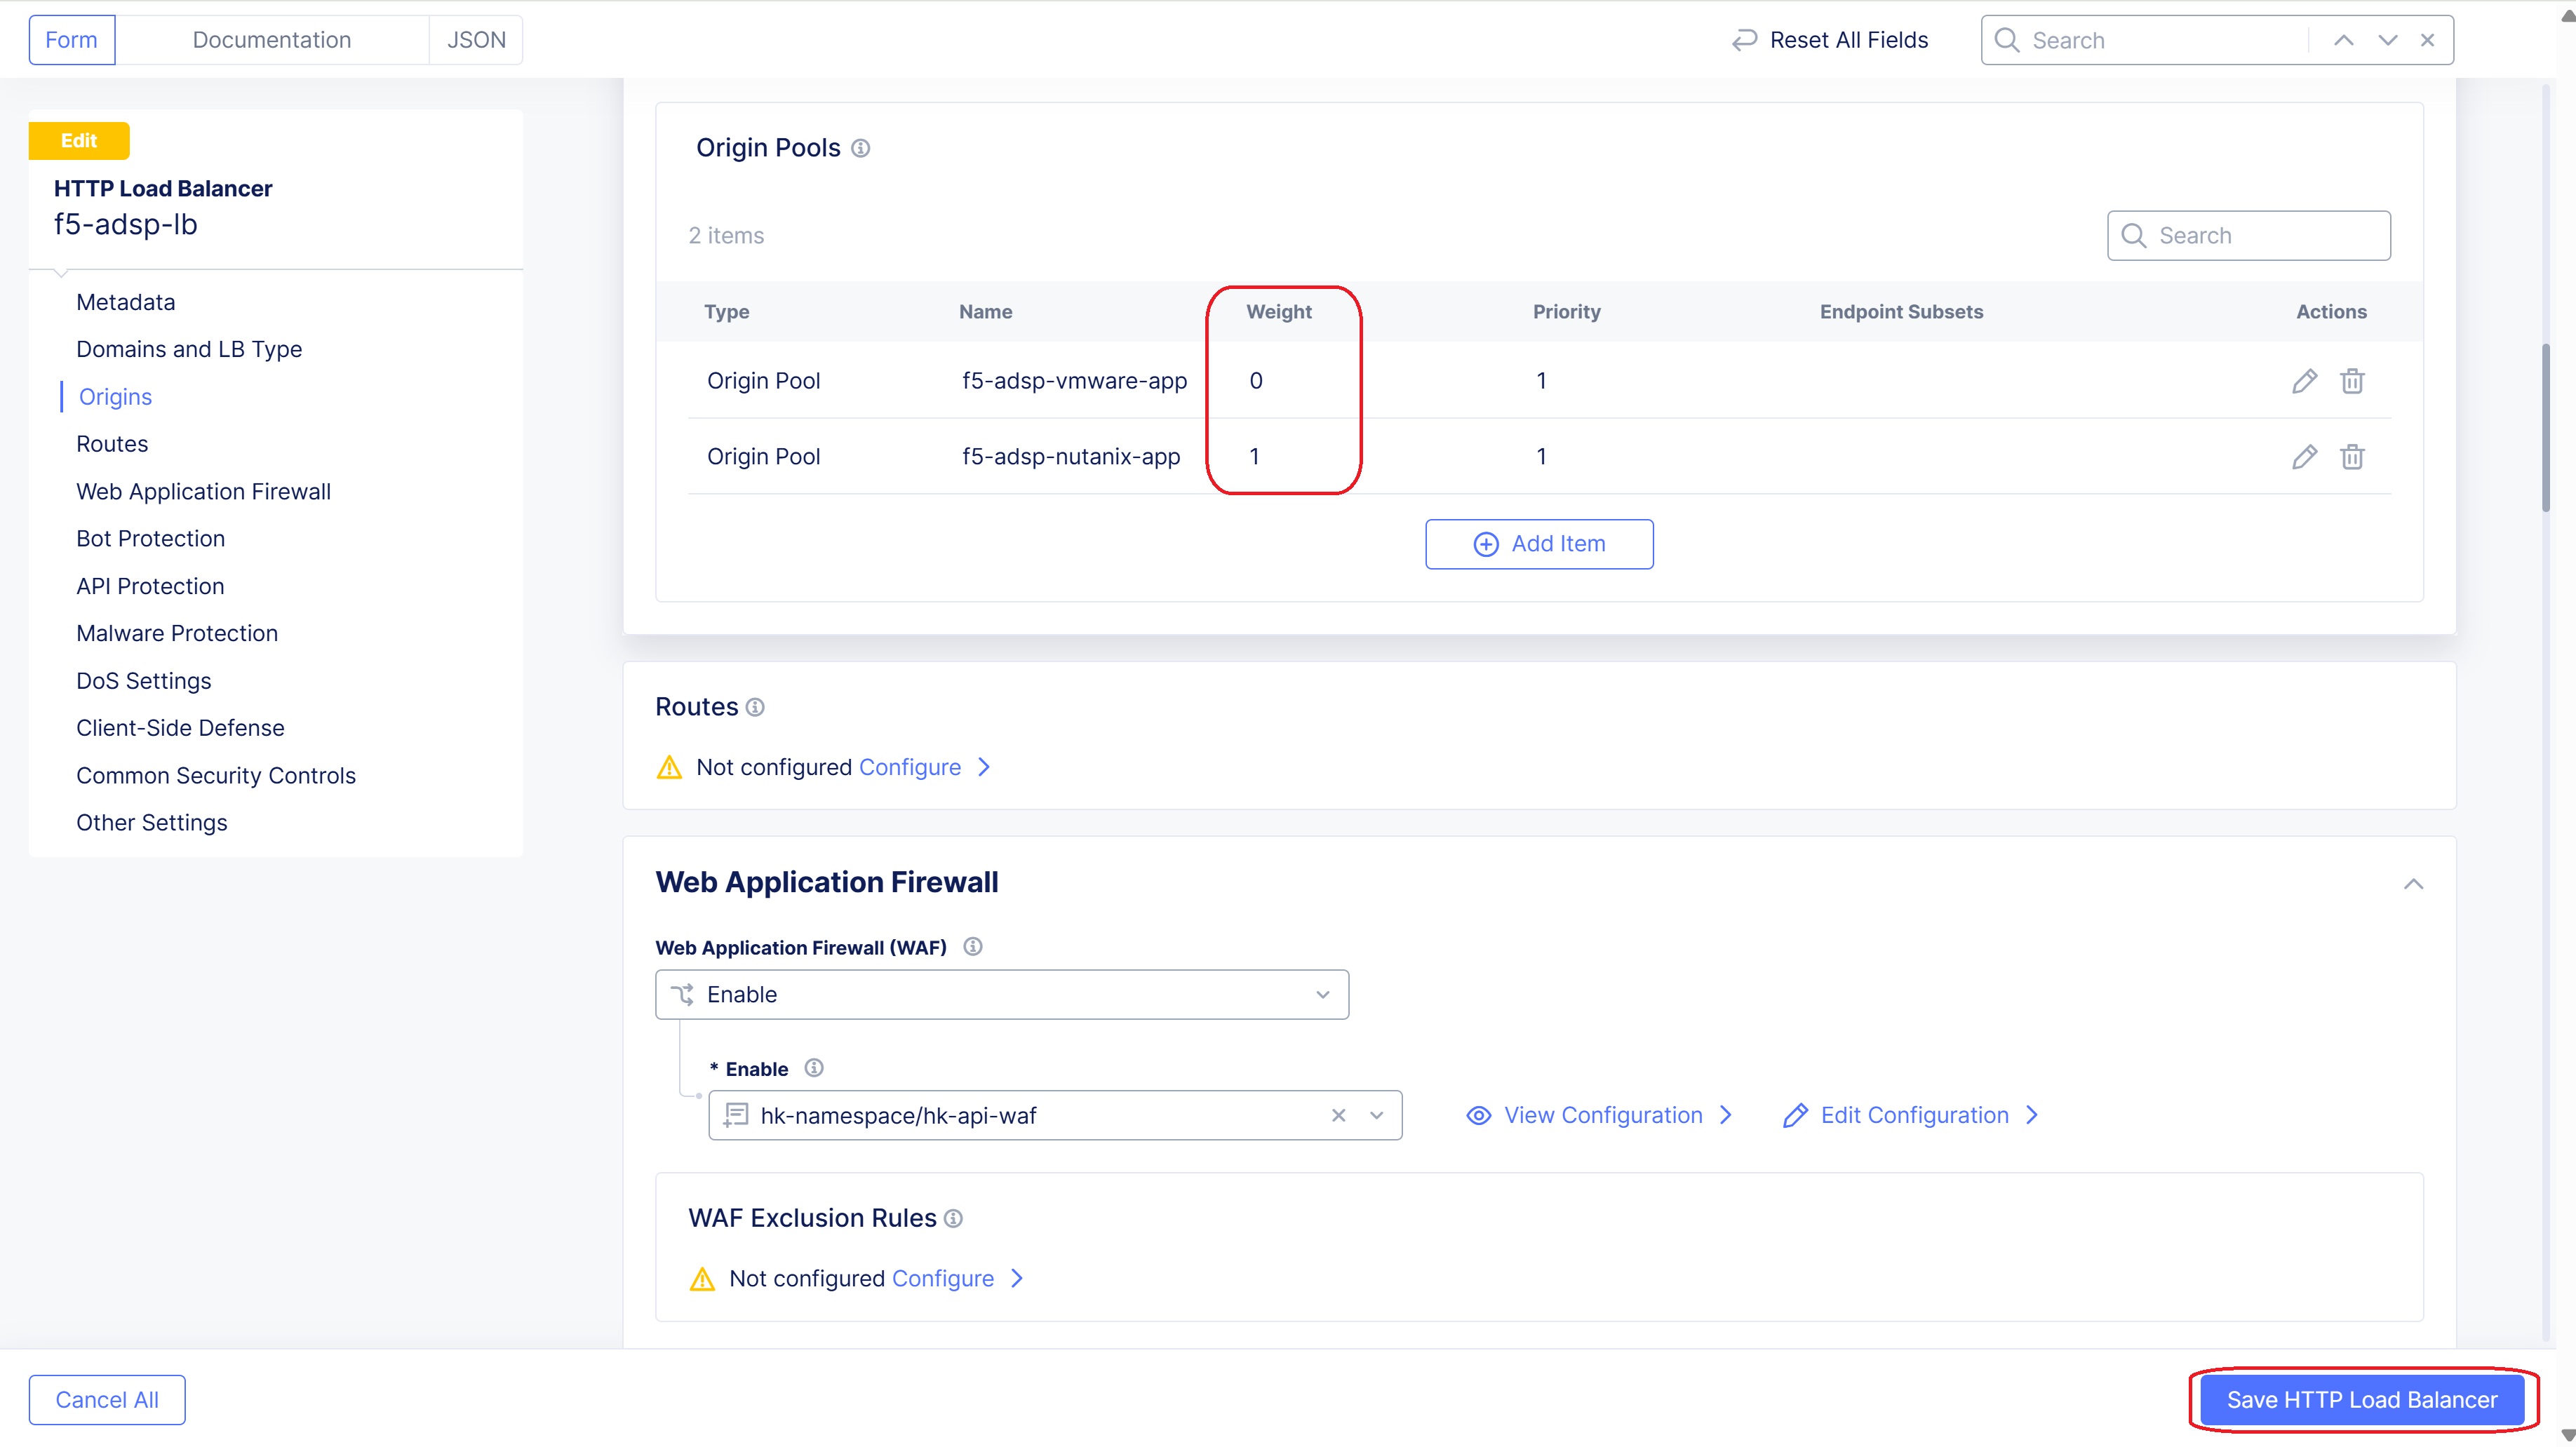 Form
Documentation
JSON
Reset All Fields
Search
Edit
HTTP Load Balancer
f5-adsp-lb
Metadata
Domains and LB Type
Origins
Routes
Web Application Firewall
Bot Protection
API Protection
Malware Protection
DoS Settings
Client-Side Defense
Common Security Controls
Other Settings
Origin Pools
2 items
Search
Type Name Weight Priority Endpoint Subsets Actions
Origin Pool f5-adsp-vmware-app 0 1
Origin Pool f5-adsp-nutanix-app 1 1
Add Item
Routes
Not configured Configure
Web Application Firewall
Web Application Firewall (WAF)
Enable
* Enable
hk-namespace/hk-api-waf
View Configuration
Edit Configuration
WAF Exclusion Rules
Not configured Configure
Cancel All
Save HTTP Load Balancer